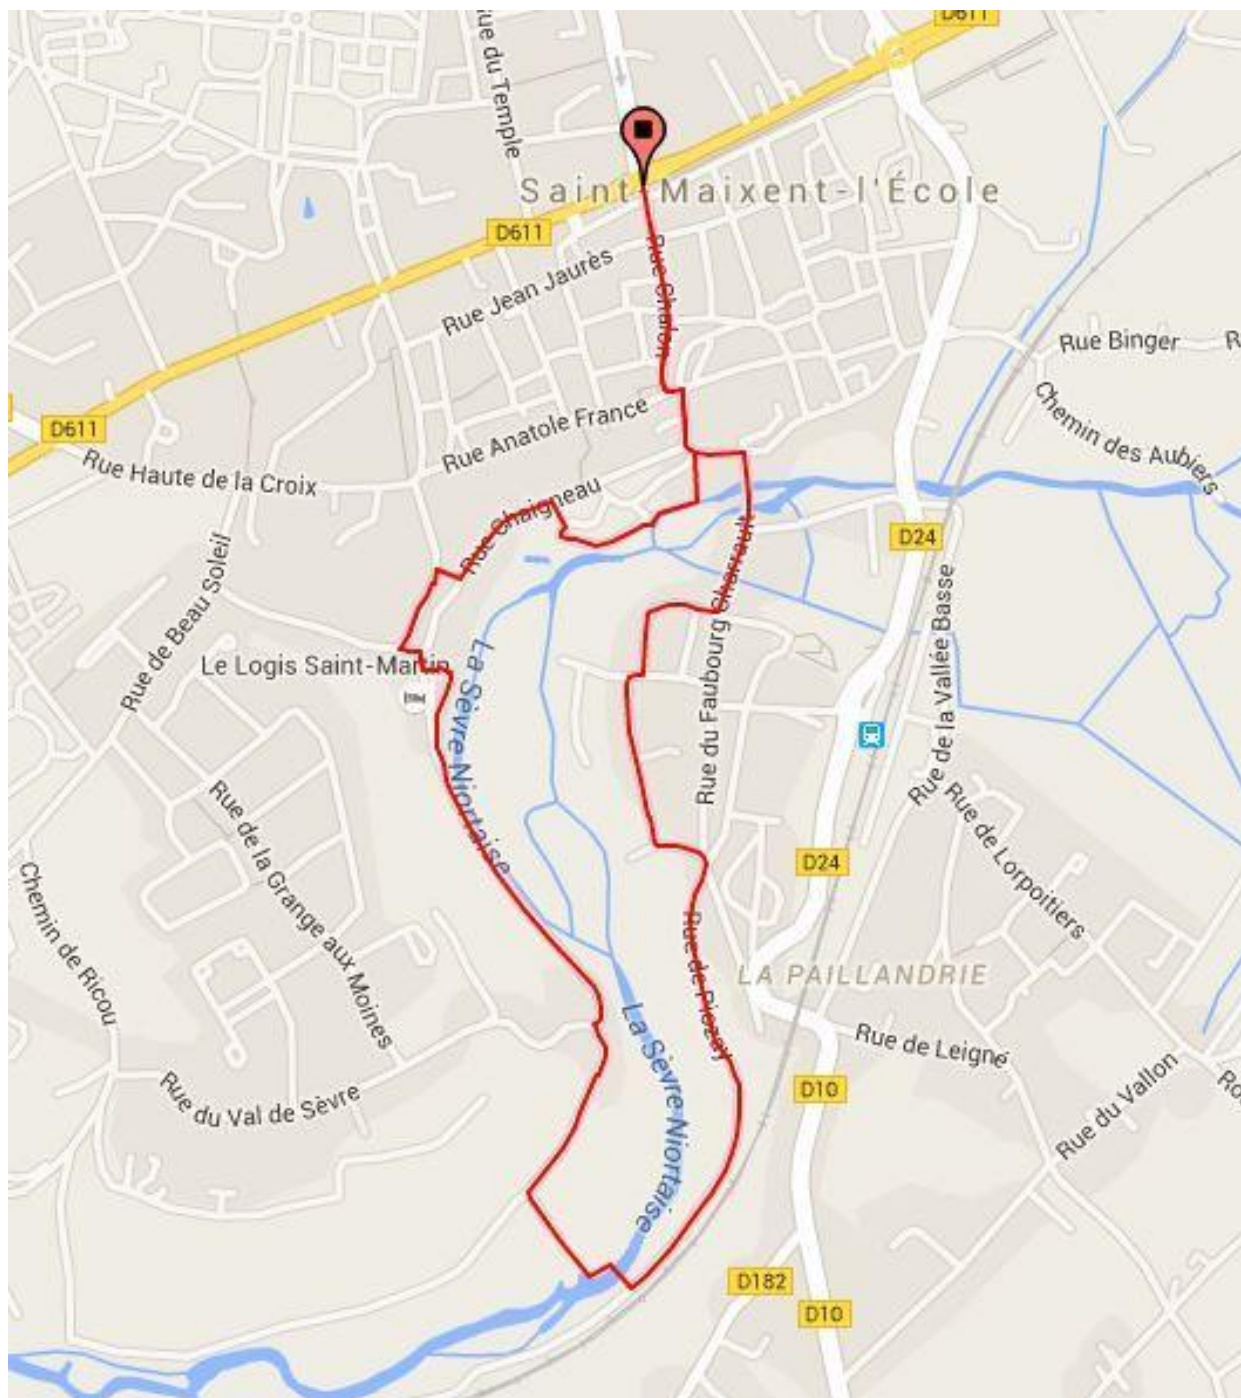 D611
Rue du Temple
Saint-Maixent-l'École
D611
Rue Jean Jaurès
Rue Chalon
Rue Binger
R
D611
Rue Anatole France
Chemin des Aubiers
Rue Haute de la Croix
Rue Chaigneau
D24
Rue de Beau Soleil
Rue du Faubourg Charrault
Rue de la Vallée Basse
Le Logis Saint-Martin
La Sèvre Niortaise
Rue de la Grange aux Moines
Rue de Lorpoitiers
D24
Chemin de Ricou
Rue de Piozay
LA PAILLANDRIE
La Sèvre Niortaise
Rue de Leigné
Rue du Val de Sèvre
D10
Rue du Vallon
Ro
D182
D10